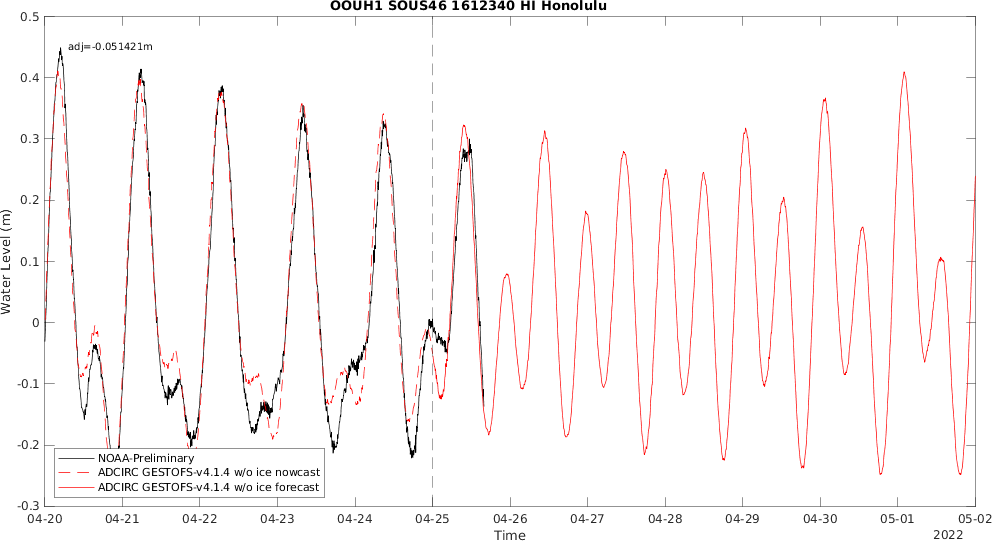 OOUH1 SOUS46 1612340 HI Honolulu
adj=-0.051421m
0.5
0.4
0.3
0.2
0.1
0
-0.1
-0.2
-0.3
Water Level (m)
NOAA-Preliminary
ADCIRC GESTOFS-v4.1.4 w/o ice nowcast
ADCIRC GESTOFS-v4.1.4 w/o ice forecast
04-20 04-21 04-22 04-23 04-24 04-25 04-26 04-27 04-28 04-29 04-30 05-01 05-02
Time
2022